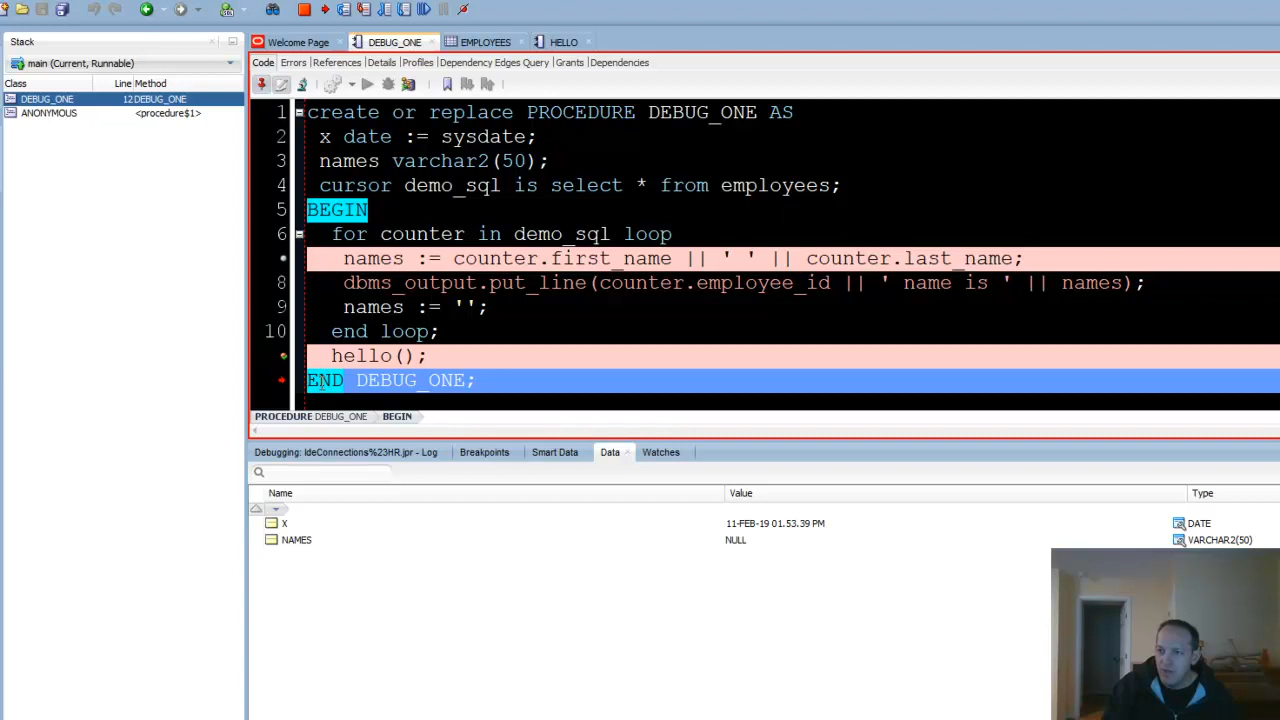 Stack
main (Current, Runnable)
Class Line Method
DEBUG_ONE 12 DEBUG_ONE
ANONYMOUS <procedure$1>
Welcome Page DEBUG_ONE EMPLOYEES HELLO
Code Errors References Details Profiles Dependency Edges Query Grants Dependencies
1 create or replace PROCEDURE DEBUG_ONE AS
2 x date := sysdate;
3 names varchar2(50);
4 cursor demo_sql is select * from employees;
5 BEGIN
6 for counter in demo_sql loop
names := counter.first_name || ' ' || counter.last_name;
8 dbms_output.put_line(counter.employee_id || ' name is ' || names);
9 names := '';
10 end loop;
hello();
END DEBUG_ONE;
PROCEDURE DEBUG_ONE BEGIN
Debugging: IdeConnections%23HR.jpr - Log Breakpoints Smart Data Data Watches
Name Value Type
X 11-FEB-19 01.53.39 PM DATE
NAMES NULL VARCHAR2(50)